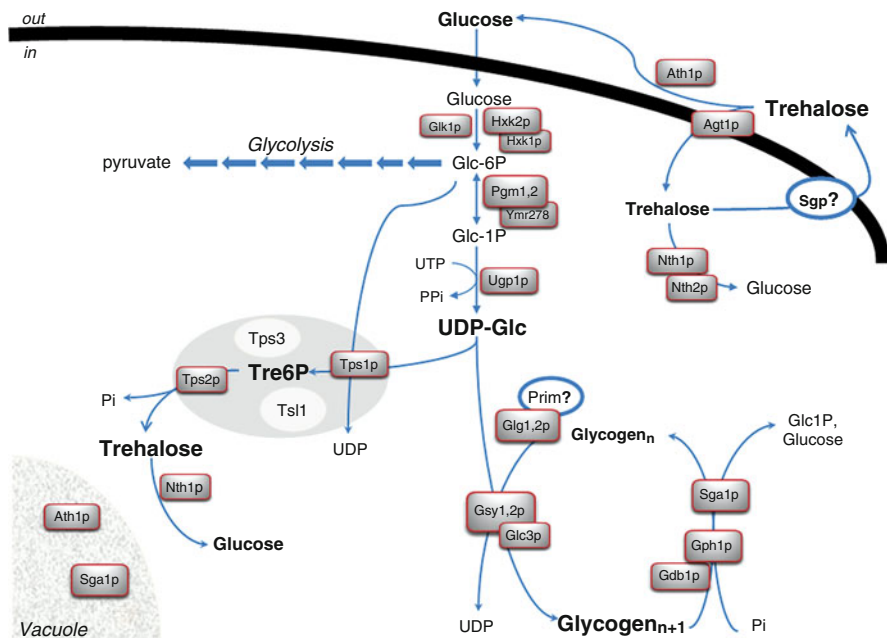 out
in
Glucose
Ath1p
Trehalose
Agt1p
Glucose
Glk1p
Hxk2p
Hxk1p
Glycolysis
pyruvate
Glc-6P
Pgm1,2
Ymr278
Sgp?
Trehalose
Glc-1P
UTP
Ugp1p
PPi
Nth1p
Nth2p
Glucose
UDP-Glc
Tps3
Tps1p
Tre6P
Tps2p
Pi
Tsl1
Prim?
Glg1,2p
Glycogenn
Glc1P,
Glucose
Trehalose
UDP
Nth1p
Sga1p
Ath1p
Gsy1,2p
Glc3p
Glucose
Gph1p
Gdb1p
Sga1p
UDP
Glycogenn+1
Pi
Vacuole